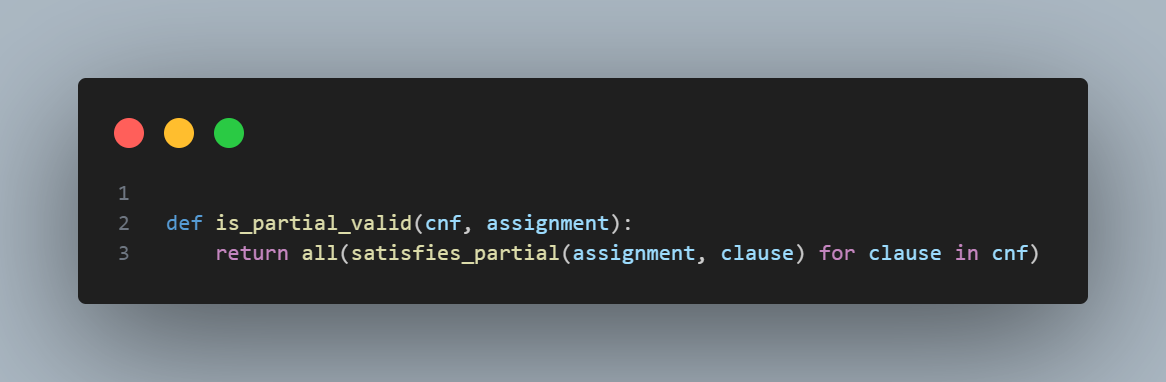 1
2 def is_partial_valid(cnf, assignment):
3     return all(satisfies_partial(assignment, clause) for clause in cnf)